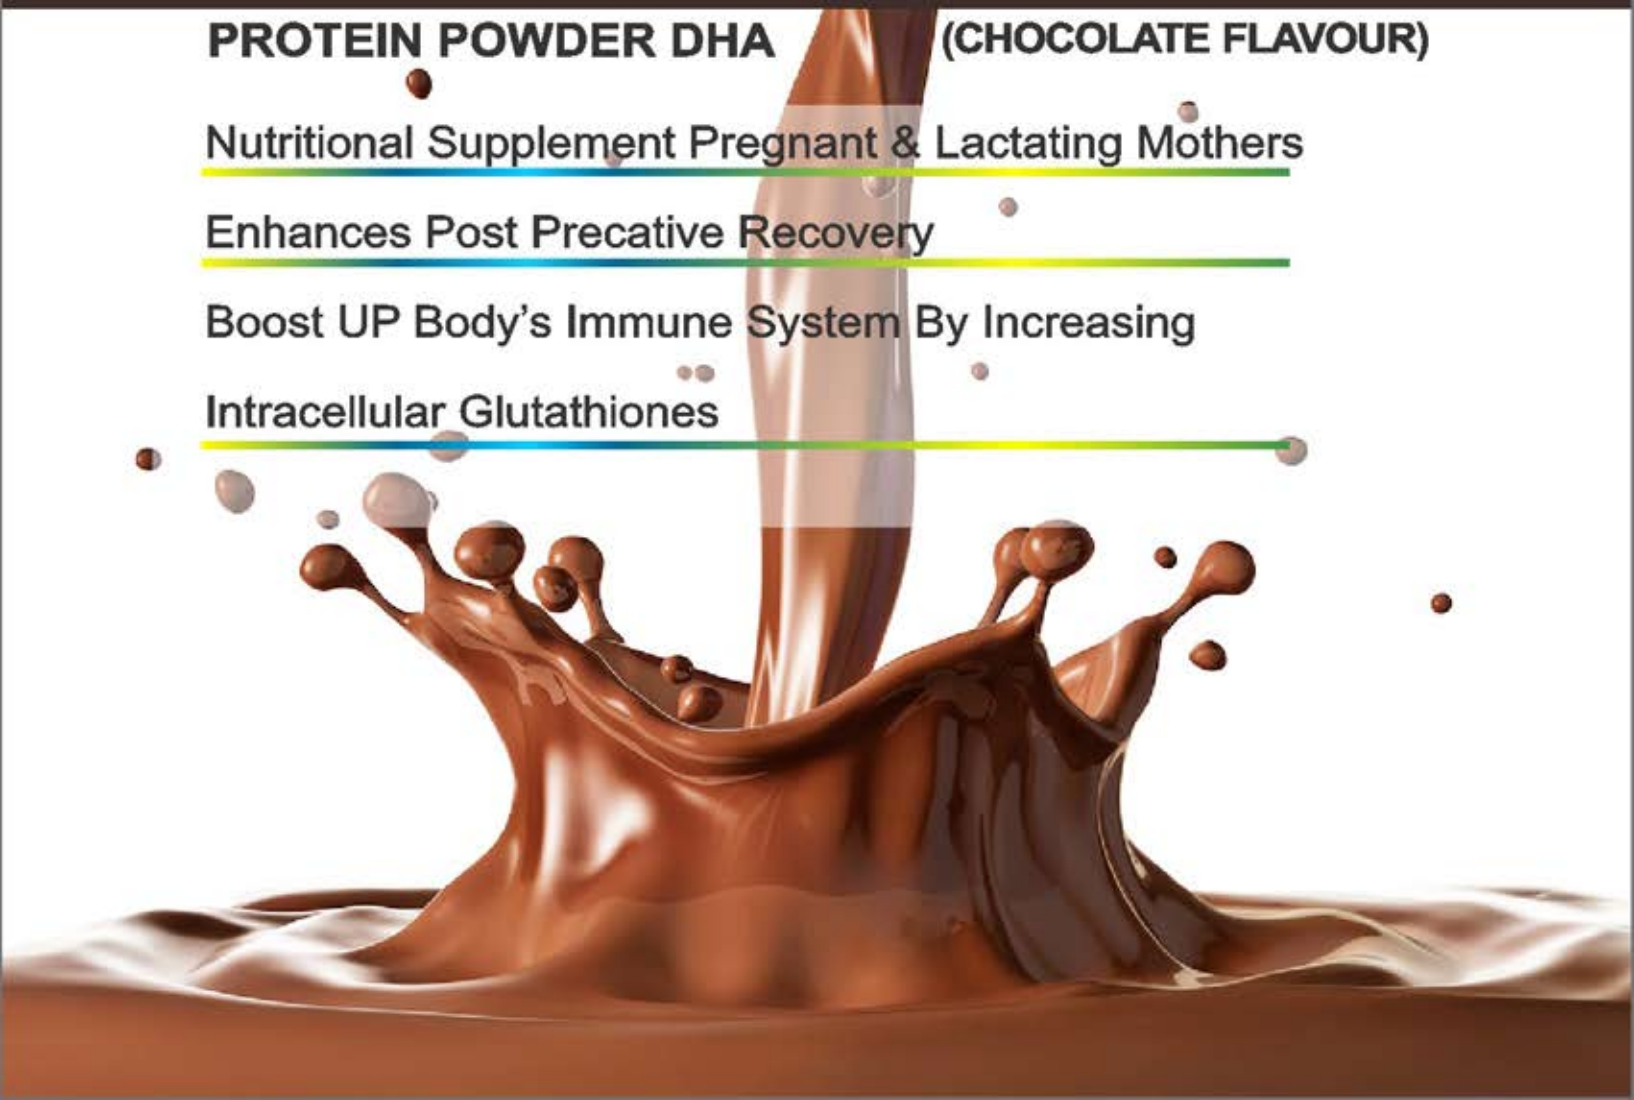 PROTEIN POWDER DHA (CHOCOLATE FLAVOUR)
Nutritional Supplement Pregnant & Lactating Mothers
Enhances Post Precative Recovery
Boost UP Body’s Immune System By Increasing
Intracellular Glutathiones